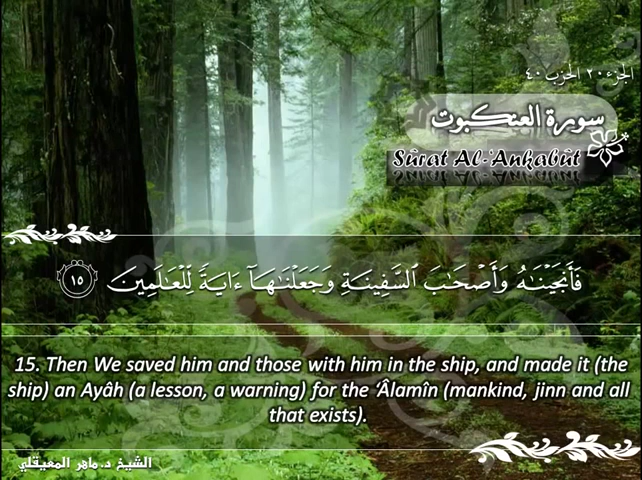 الجزء ٢٠ الحزب ٤٠
سورة العنكبوت
Sūrat Al-'Ankabūt
فَأَنجَيْنَـٰهُ وَأَصْحَـٰبَ ٱلسَّفِينَةِ وَجَعَلْنَـٰهَآ ءَايَةً لِّلْعَـٰلَمِينَ ١٥
15. Then We saved him and those with him in the ship, and made it (the
ship) an Ayâh (a lesson, a warning) for the ‘Âlamîn (mankind, jinn and all
that exists).
الشيخ د. ماهر المعيقلي